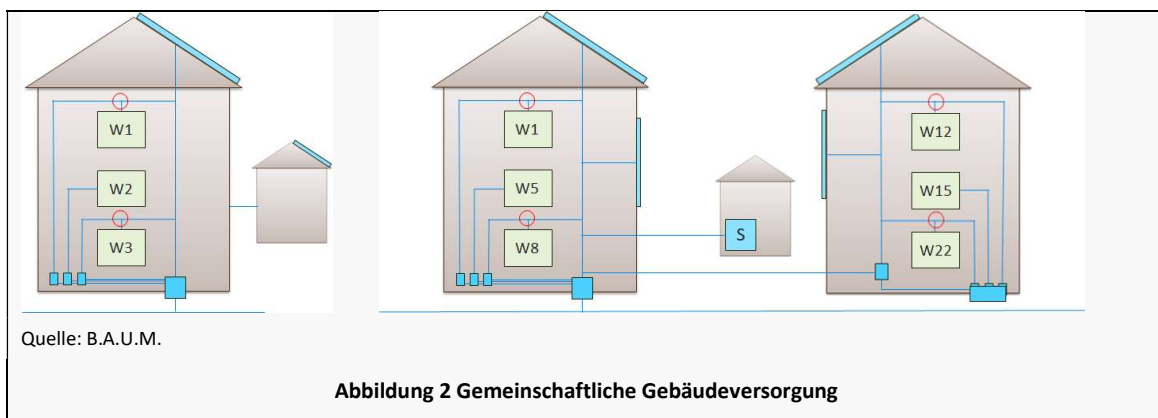 W1
W2
W3
W1
W5
W8
S
W12
W15
W22
Quelle: B.A.U.M.
Abbildung 2 Gemeinschaftliche Gebäudeversorgung